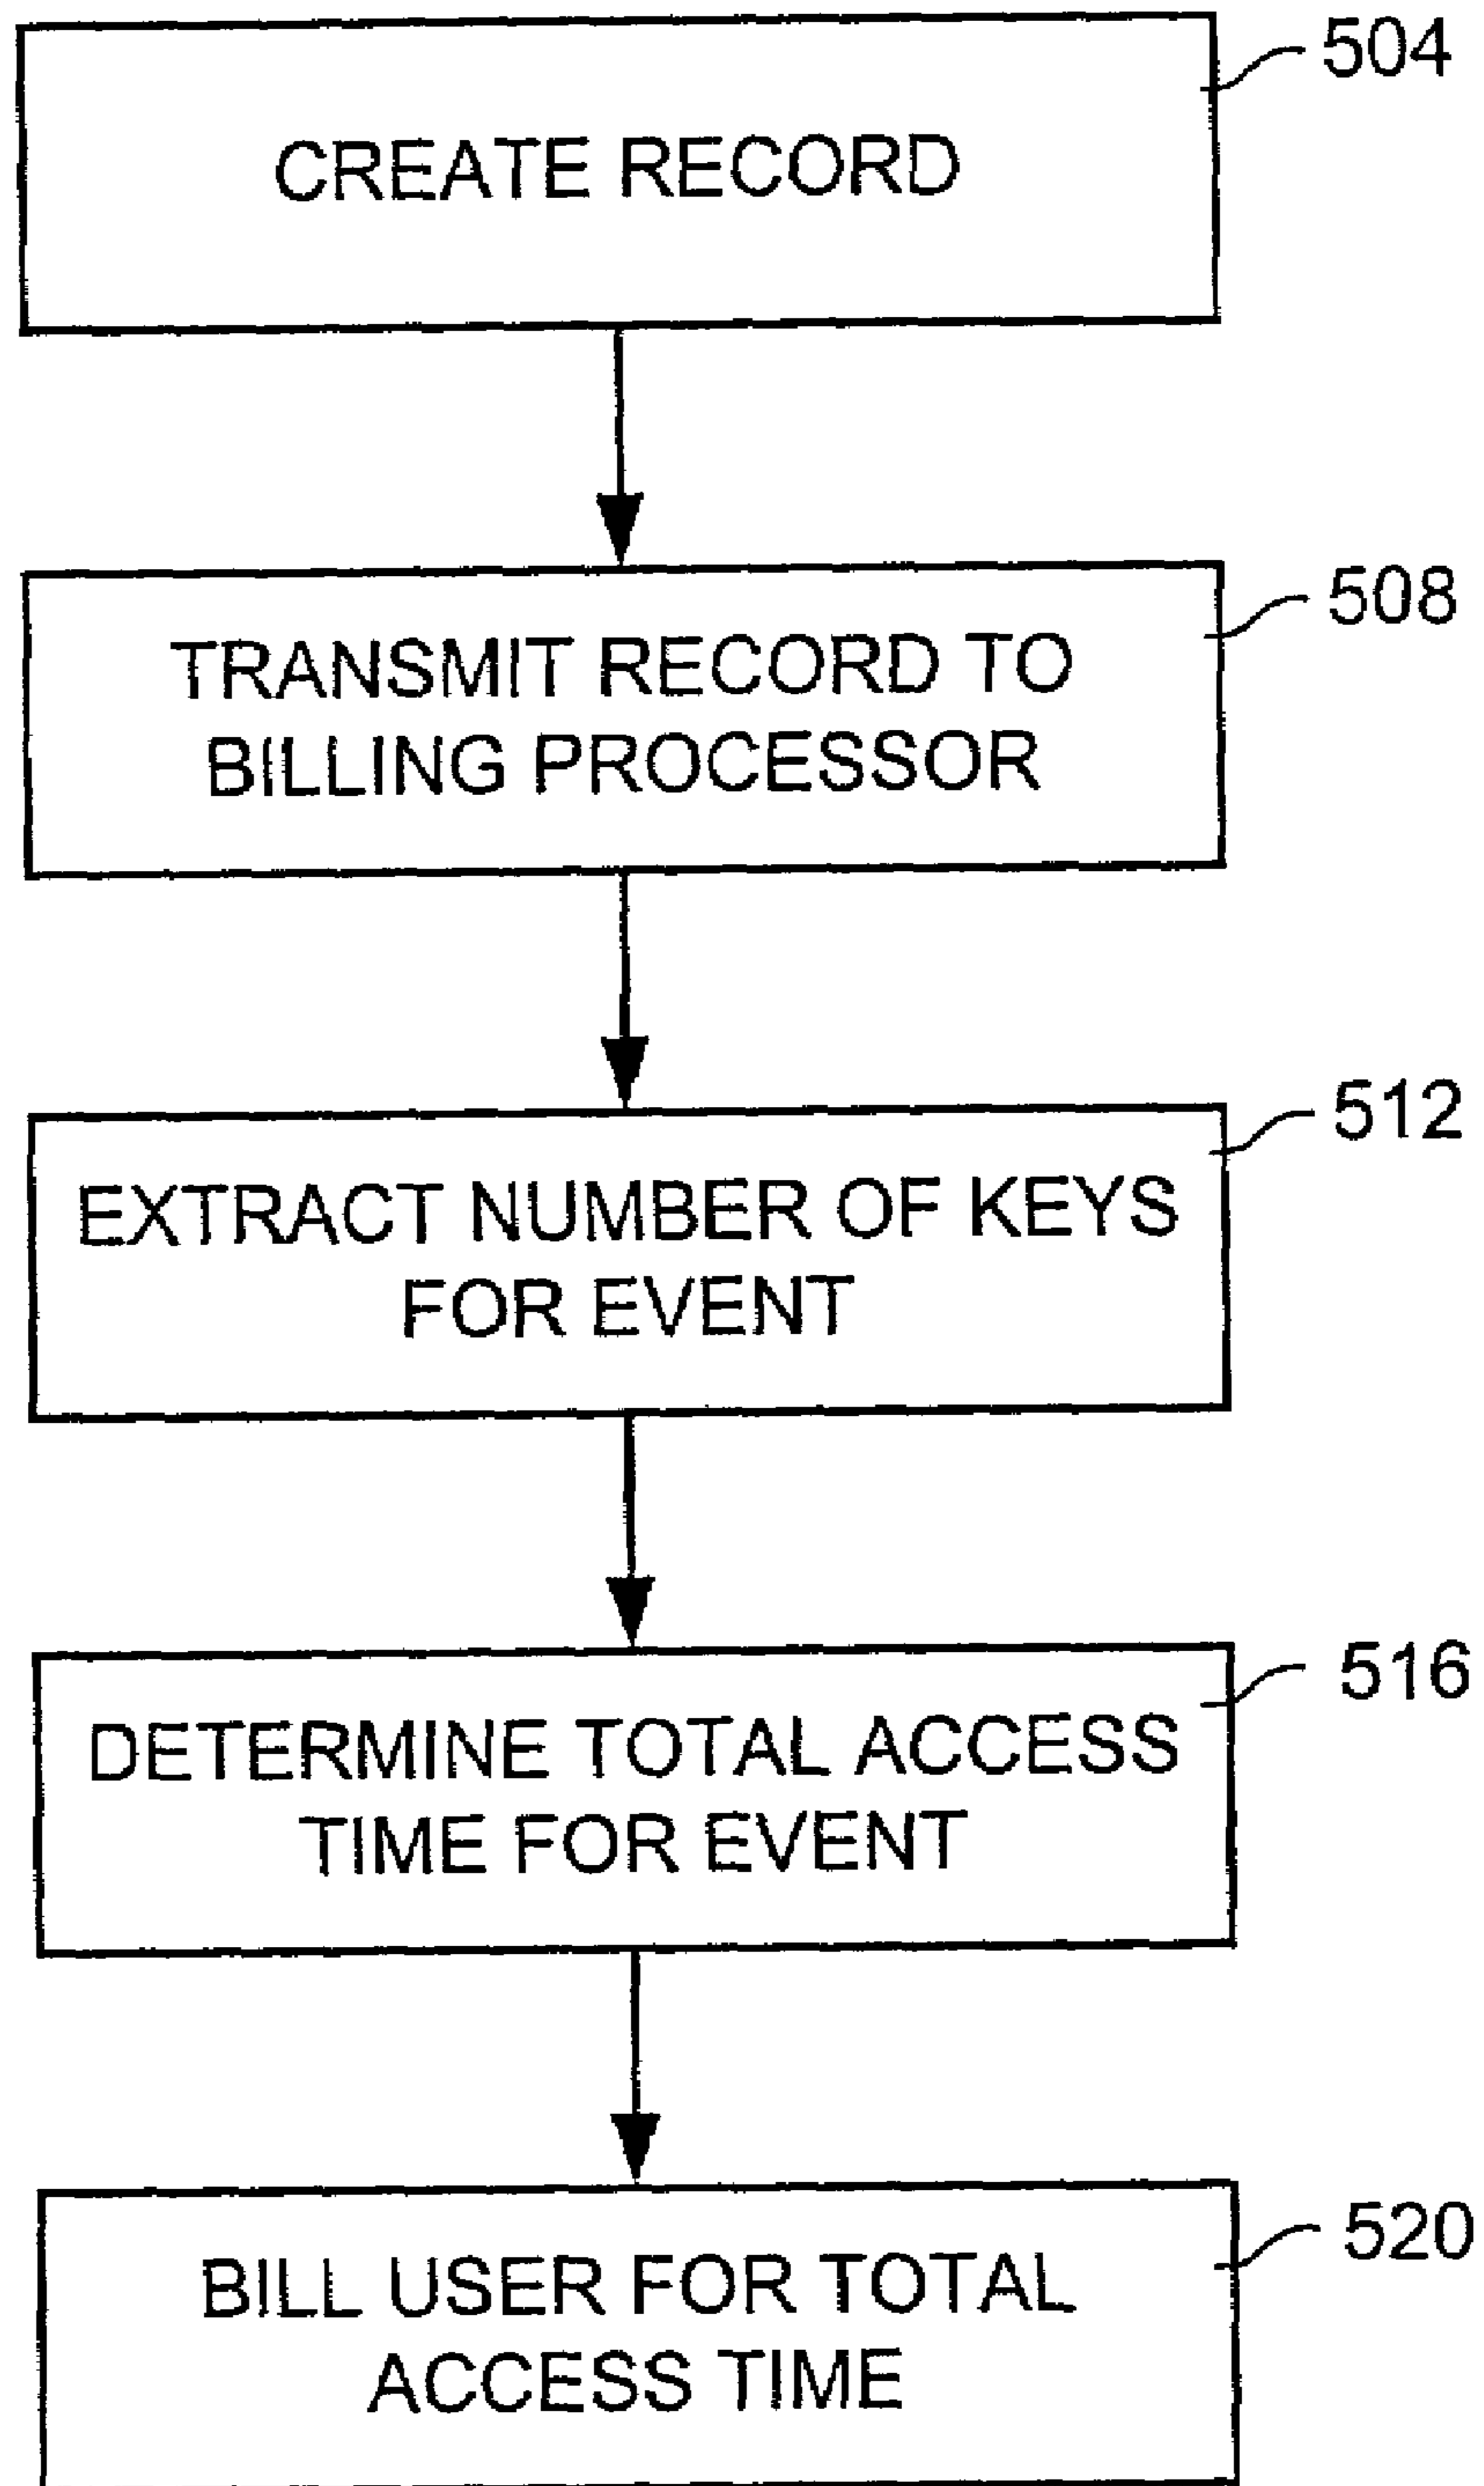 504
CREATE RECORD
508
TRANSMIT RECORD TO
BILLING PROCESSOR
512
EXTRACT NUMBER OF KEYS
FOR EVENT
516
DETERMINE TOTAL ACCESS
TIME FOR EVENT
520
BILL USER FOR TOTAL
ACCESS TIME